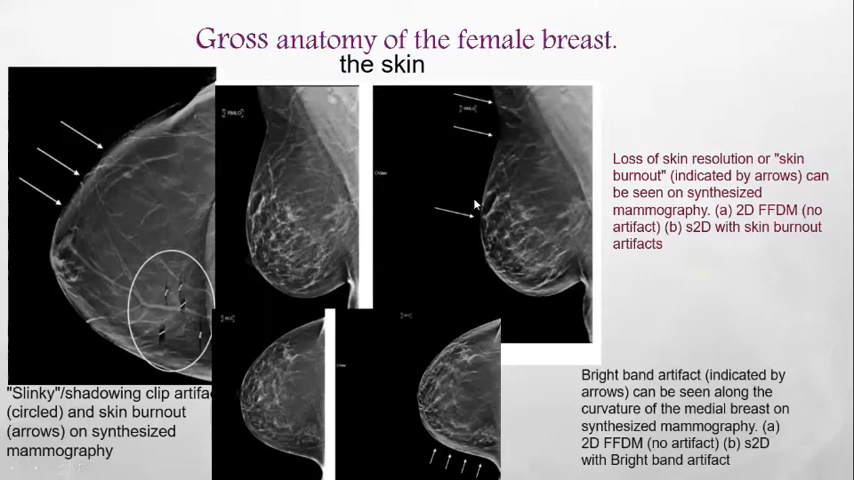 Gross anatomy of the female breast.
the skin
"Slinky"/shadowing clip artifa
(circled) and skin burnout
(arrows) on synthesized
mammography
Loss of skin resolution or "skin
burnout" (indicated by arrows) can
be seen on synthesized
mammography. (a) 2D FFDM (no
artifact) (b) s2D with skin burnout
artifacts
Bright band artifact (indicated by
arrows) can be seen along the
curvature of the medial breast on
synthesized mammography. (a)
2D FFDM (no artifact) (b) s2D
with Bright band artifact